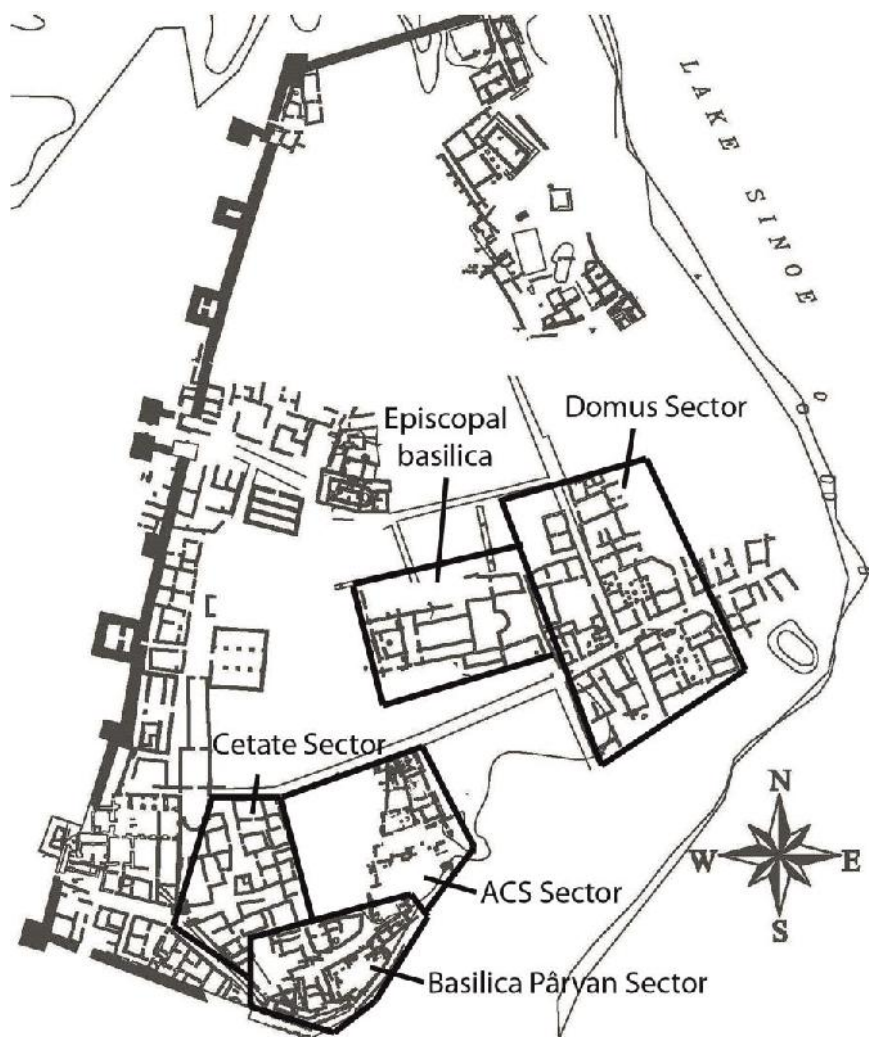 LAKE SINOE
Domus Sector
Episcopal
basilica
Cetate Sector
N
W
E
S
ACS Sector
Basilica Pârvan Sector